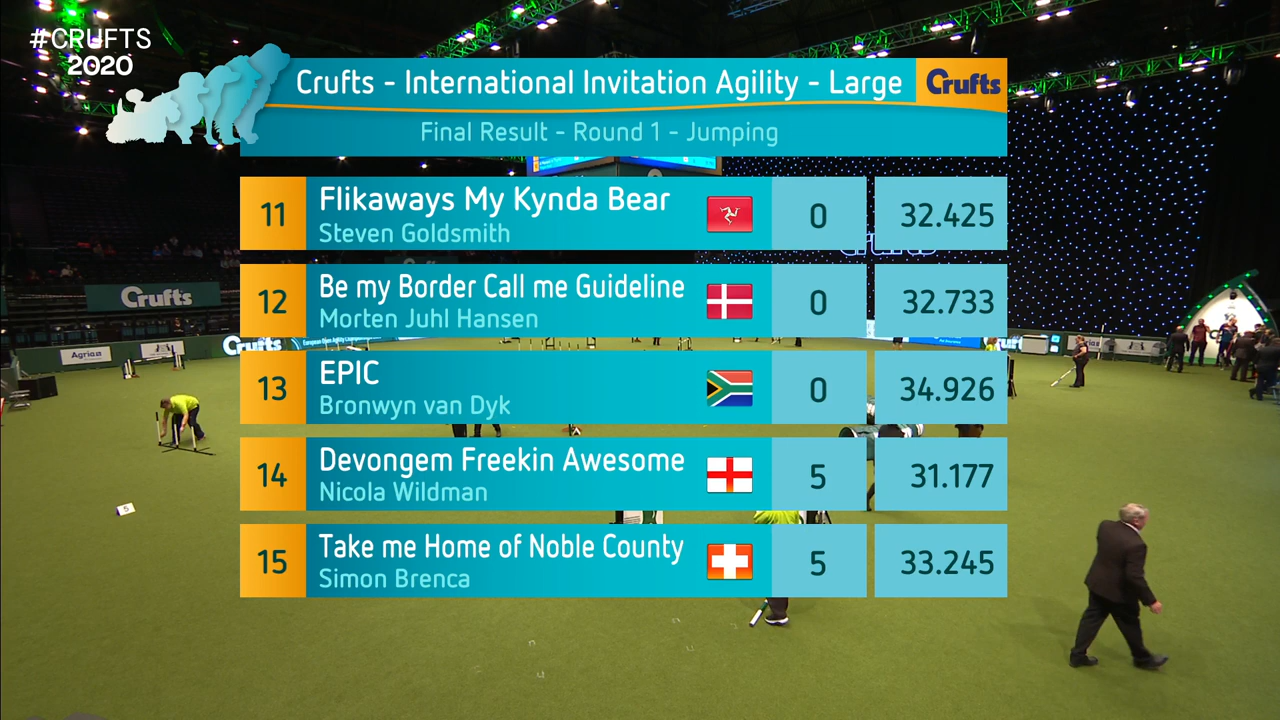 #CRUFTS
2020
Crufts - International Invitation Agility - Large
Crufts
Final Result - Round 1 - Jumping
11 Flikaways My Kynda Bear 0 32.425
Steven Goldsmith
12 Be my Border Call me Guideline 0 32.733
Morten Juhl Hansen
13 EPIC 0 34.926
Bronwyn van Dyk
14 Devongem Freekin Awesome 5 31.177
Nicola Wildman
15 Take me Home of Noble County 5 33.245
Simon Brenca
Crufts
Crufts
Agria
5